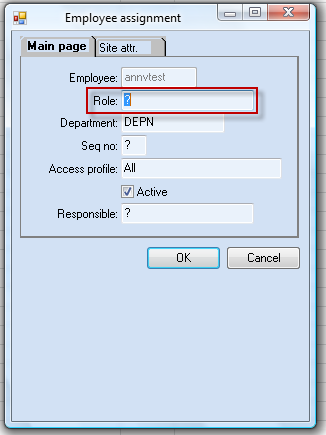 Employee assignment
Main page Site attr.
Employee: annvtest
Role: ?
Department: DEPN
Seq no: ?
Access profile: All
Active
Responsible: ?
OK Cancel